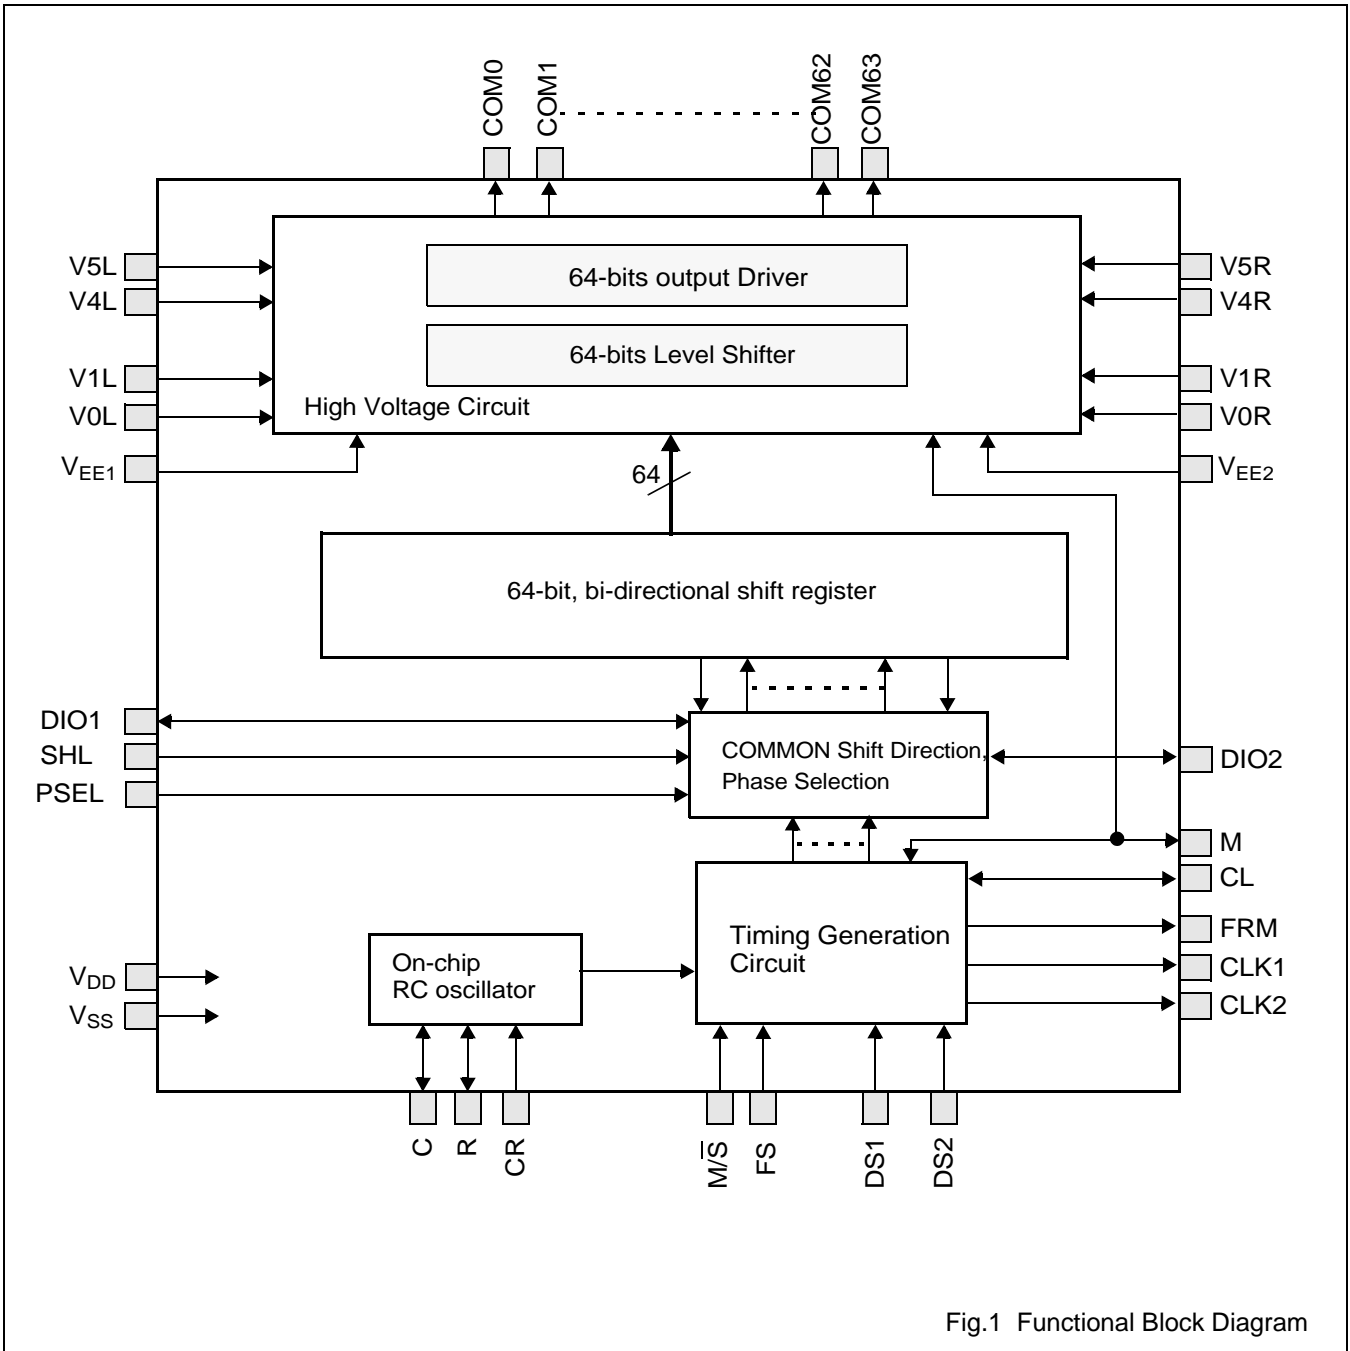 COM0
COM1
COM62
COM63
V5L
V4L
V1L
V0L
VEE1
V5R
V4R
V1R
V0R
VEE2
64-bits output Driver
64-bits Level Shifter
High Voltage Circuit
64
64-bit, bi-directional shift register
DIO1
SHL
PSEL
COMMON Shift Direction,
Phase Selection
DIO2
M
CL
FRM
CLK1
CLK2
Timing Generation
Circuit
On-chip
RC oscillator
VDD
VSS
C
R
CR
M/S̅
FS
DS1
DS2
Fig.1 Functional Block Diagram